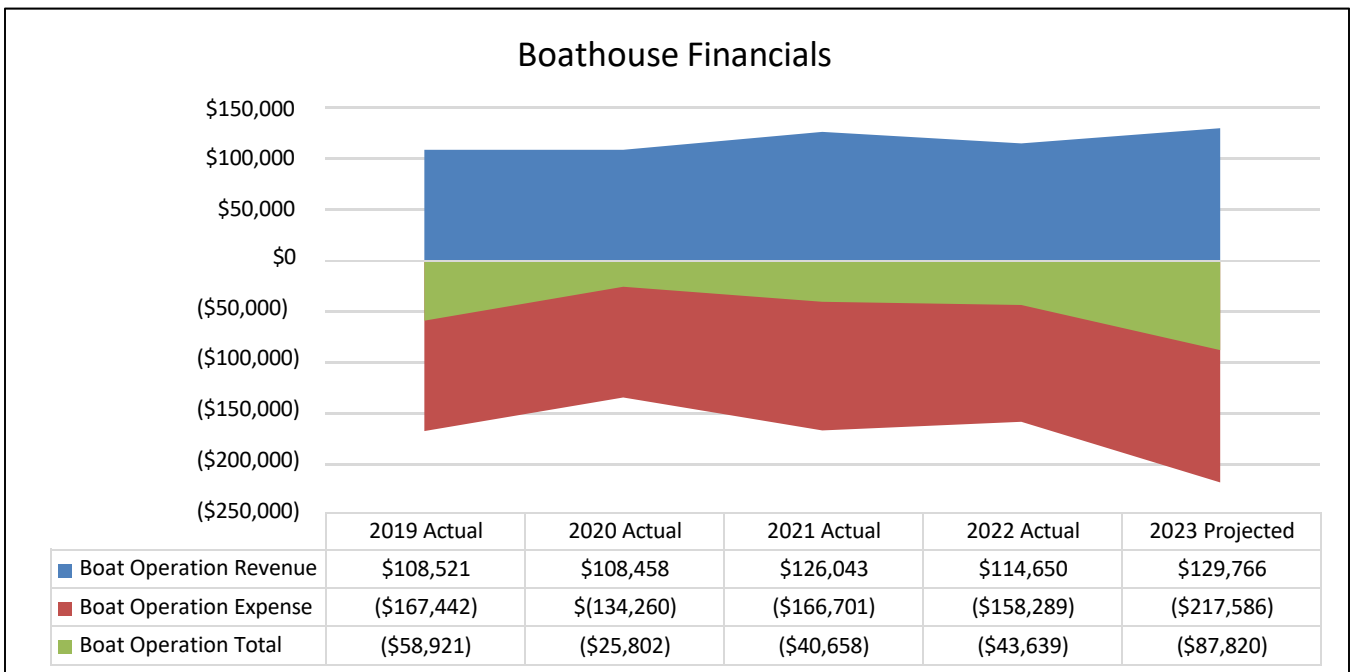 Boathouse Financials
$150,000
$100,000
$50,000
$0
($50,000)
($100,000)
($150,000)
($200,000)
($250,000)
2019 Actual 2020 Actual 2021 Actual 2022 Actual 2023 Projected
Boat Operation Revenue $108,521 $108,458 $126,043 $114,650 $129,766
Boat Operation Expense ($167,442) $(134,260) ($166,701) ($158,289) ($217,586)
Boat Operation Total ($58,921) ($25,802) ($40,658) ($43,639) ($87,820)